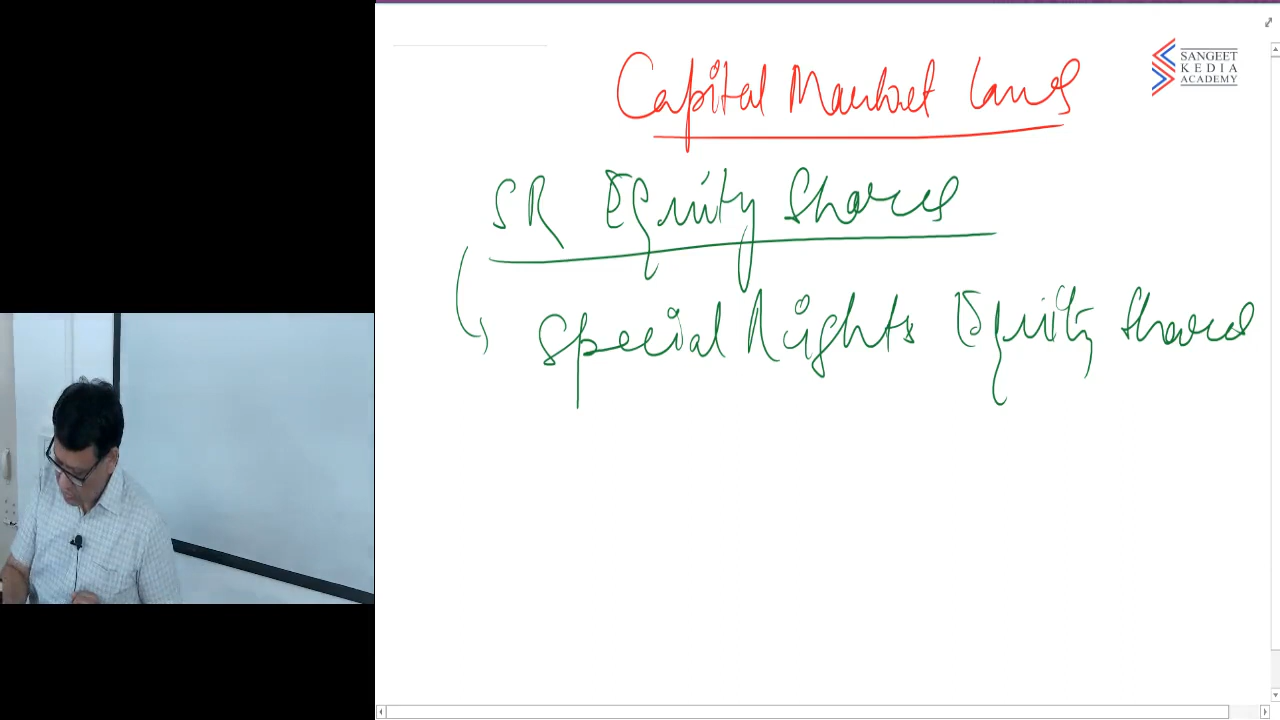 Capital Market Laws
SANGEET
KEDIA
ACADEMY
SR Equity Shares
Special Rights Equity Shares